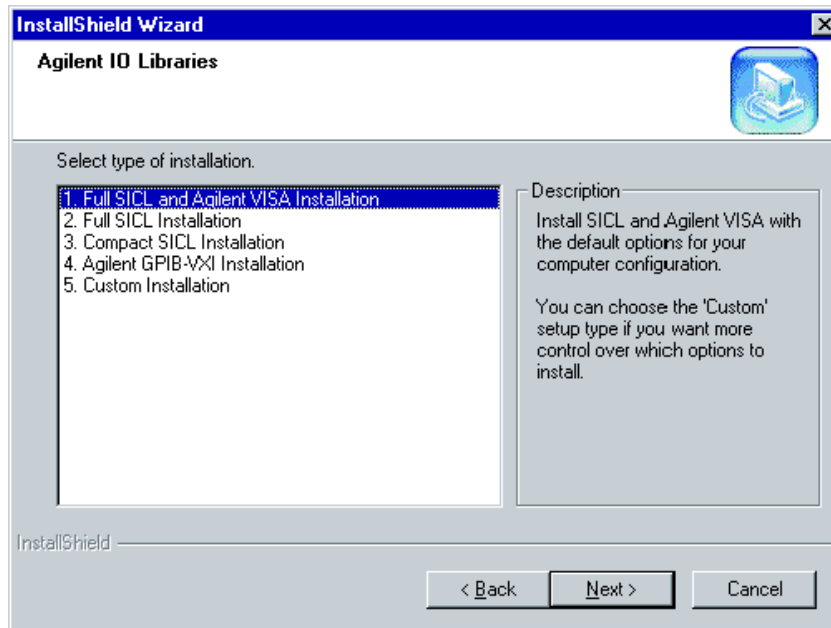 InstallShield Wizard
Agilent IO Libraries
Select type of installation.
1. Full SICL and Agilent VISA Installation
2. Full SICL Installation
3. Compact SICL Installation
4. Agilent GPIB-VXI Installation
5. Custom Installation
Description
Install SICL and Agilent VISA with
the default options for your
computer configuration.
You can choose the 'Custom'
setup type if you want more
control over which options to
install.
InstallShield
< Back
Next >
Cancel